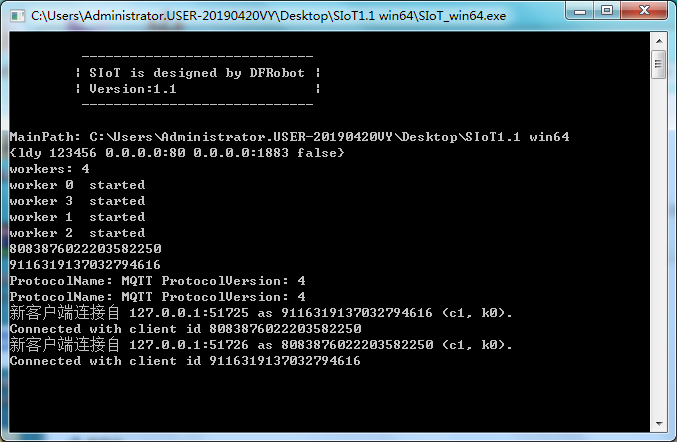 C:\Users\Administrator.USER-20190420VY\Desktop\SIoT1.1 win64\SIoT_win64.exe
-----------------------------
| SIoT is designed by DFRobot |
| Version:1.1 |
-----------------------------
MainPath: C:\Users\Administrator.USER-20190420VY\Desktop\SIoT1.1 win64
{ldy 123456 0.0.0.0:80 0.0.0.0:1883 false}
workers: 4
worker 0  started
worker 3  started
worker 1  started
worker 2  started
8083876022203582250
9116319137032794616
ProtocolName: MQTT ProtocolVersion: 4
ProtocolName: MQTT ProtocolVersion: 4
新客户端连接自 127.0.0.1:51725 as 9116319137032794616 (c1, k0).
Connected with client id 8083876022203582250
新客户端连接自 127.0.0.1:51726 as 8083876022203582250 (c1, k0).
Connected with client id 9116319137032794616